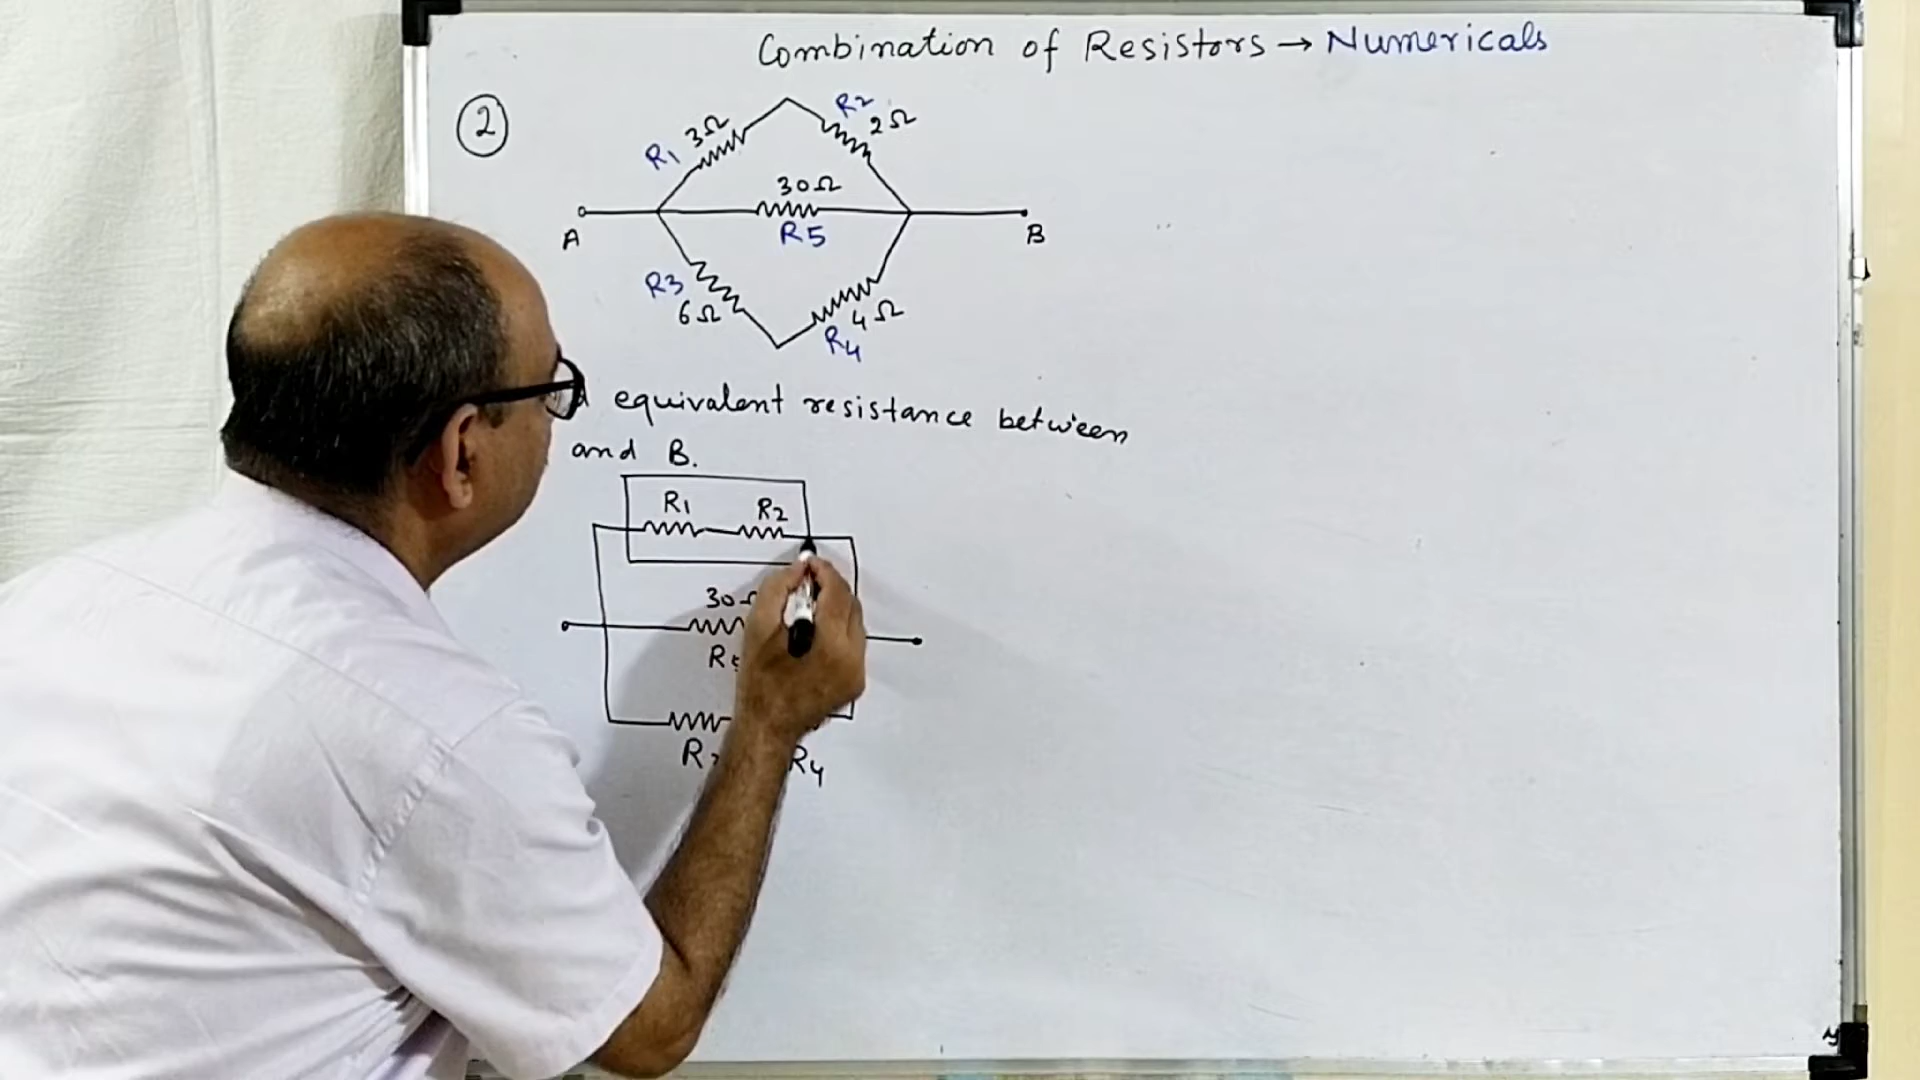 Combination of Resistors → Numericals
2
R1 3Ω
R2 2Ω
30Ω
R5
A
B
R3
6Ω
4Ω
R4
equivalent resistance between
and B.
R1 R2
30
R4